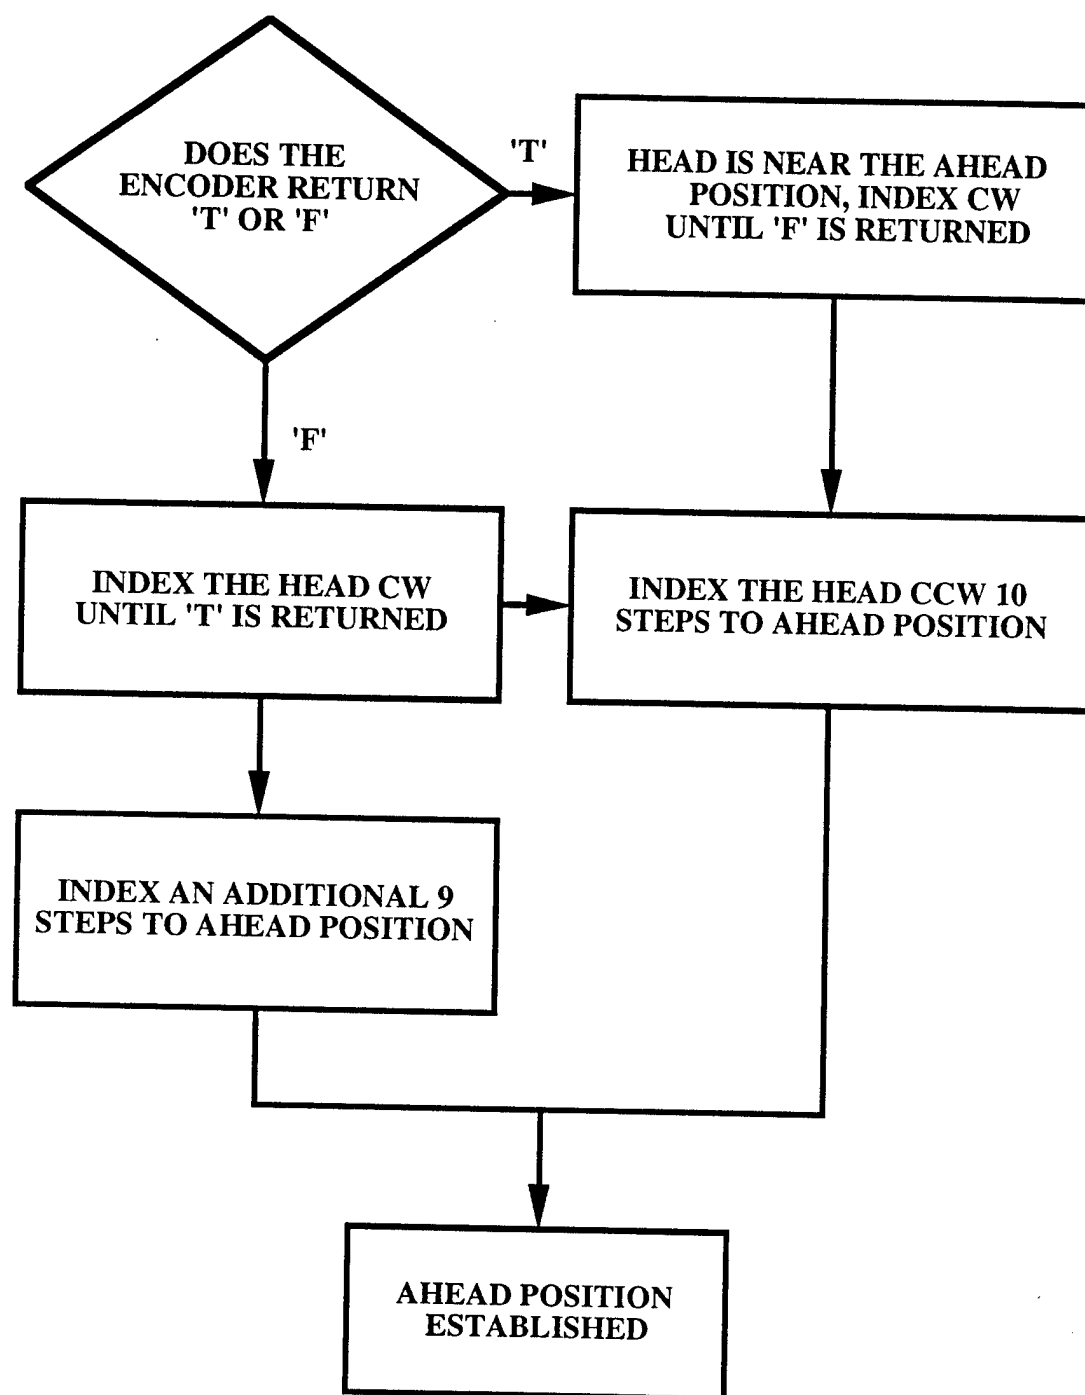 DOES THE
ENCODER RETURN
'T' OR 'F'
'T'
HEAD IS NEAR THE AHEAD
POSITION, INDEX CW
UNTIL 'F' IS RETURNED
'F'
INDEX THE HEAD CW
UNTIL 'T' IS RETURNED
INDEX THE HEAD CCW 10
STEPS TO AHEAD POSITION
INDEX AN ADDITIONAL 9
STEPS TO AHEAD POSITION
AHEAD POSITION
ESTABLISHED